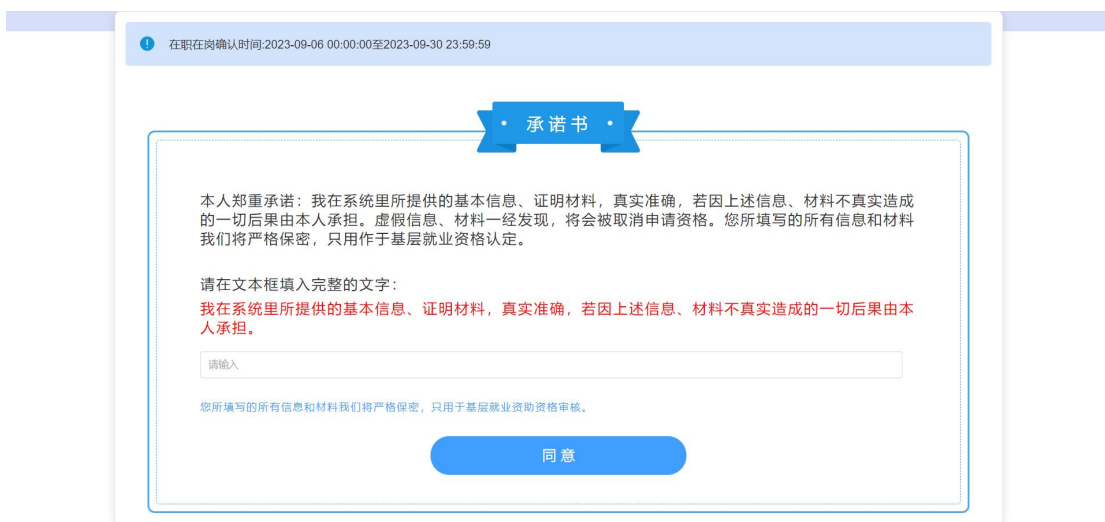 在职在岗确认时间:2023-09-06 00:00:00至2023-09-30 23:59:59
· 承诺书 ·
本人郑重承诺：我在系统里所提供的基本信息、证明材料，真实准确，若因上述信息、材料不真实造成
的一切后果由本人承担。虚假信息、材料一经发现，将会被取消申请资格。您所填写的所有信息和材料
我们将严格保密，只用作于基层就业资格认定。
请在文本框填入完整的文字：
我在系统里所提供的基本信息、证明材料，真实准确，若因上述信息、材料不真实造成的一切后果由本
人承担。
请输入
您所填写的所有信息和材料我们将严格保密，只用于基层就业资助资格审核。
同意